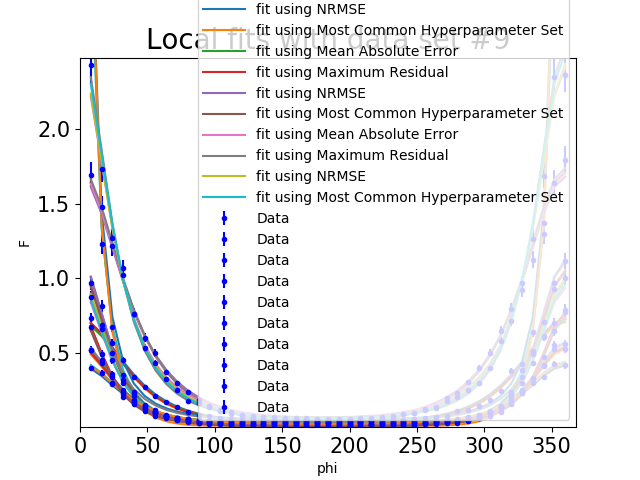 Local fits with data set #9
fit using NRMSE
fit using Most Common Hyperparameter Set
fit using Mean Absolute Error
fit using Maximum Residual
fit using NRMSE
fit using Most Common Hyperparameter Set
fit using Mean Absolute Error
fit using Maximum Residual
fit using NRMSE
fit using Most Common Hyperparameter Set
Data
Data
Data
Data
Data
Data
Data
Data
Data
Data
F
2.0
1.5
1.0
0.5
0 50 100 150 200 250 300 350
phi